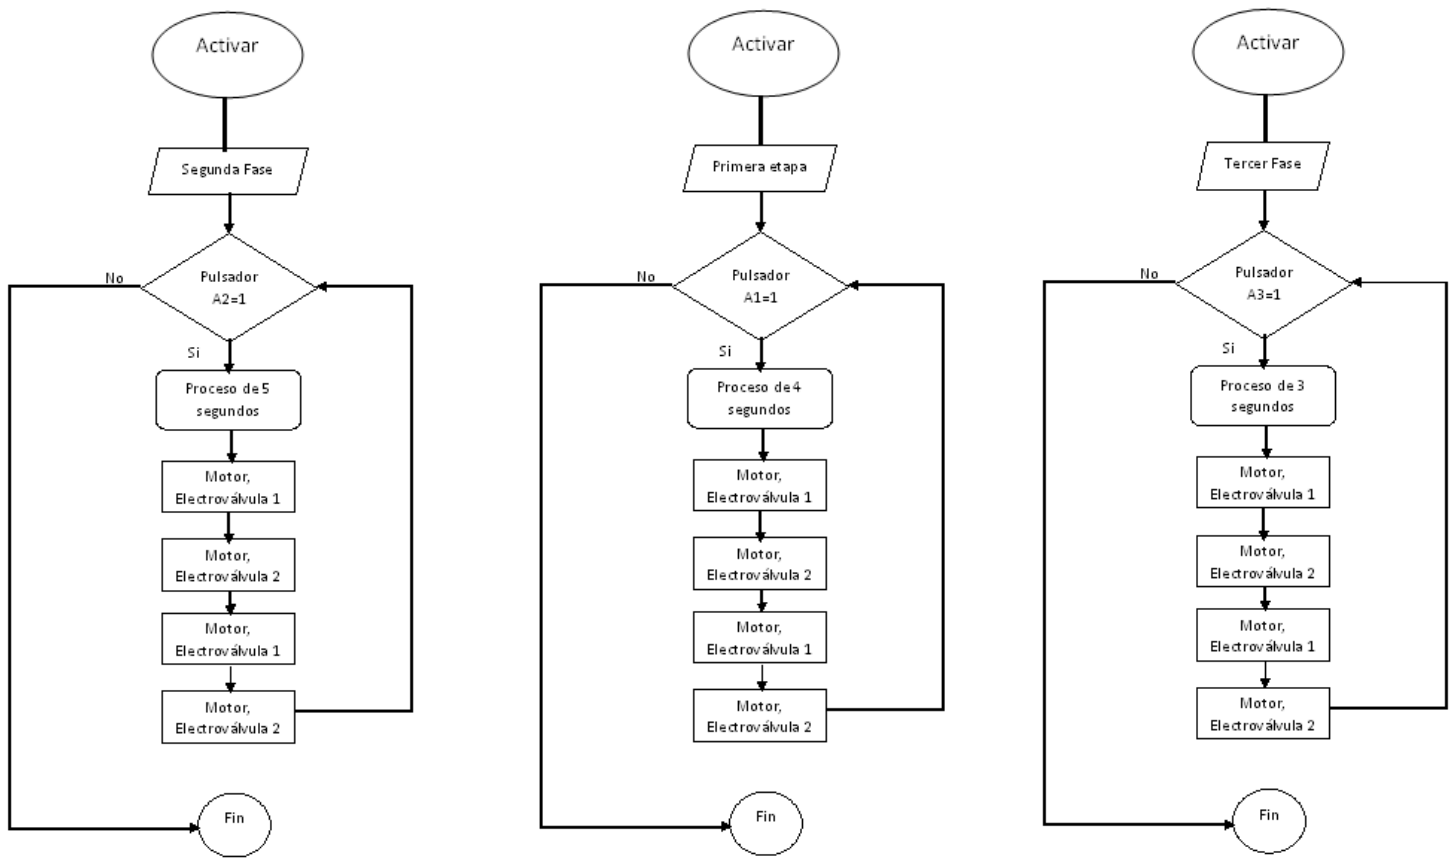 Activar
Segunda Fase
No
Pulsador
A2=1
Si
Proceso de 5
segundos
Motor,
Electroválvula 1
Motor,
Electroválvula 2
Motor,
Electroválvula 1
Motor,
Electroválvula 2
Fin
Activar
Primera etapa
No
Pulsador
A1=1
Si
Proceso de 4
segundos
Motor,
Electroválvula 1
Motor,
Electroválvula 2
Motor,
Electroválvula 1
Motor,
Electroválvula 2
Fin
Activar
Tercer Fase
No
Pulsador
A3=1
Si
Proceso de 3
segundos
Motor,
Electroválvula 1
Motor,
Electroválvula 2
Motor,
Electroválvula 1
Motor,
Electroválvula 2
Fin